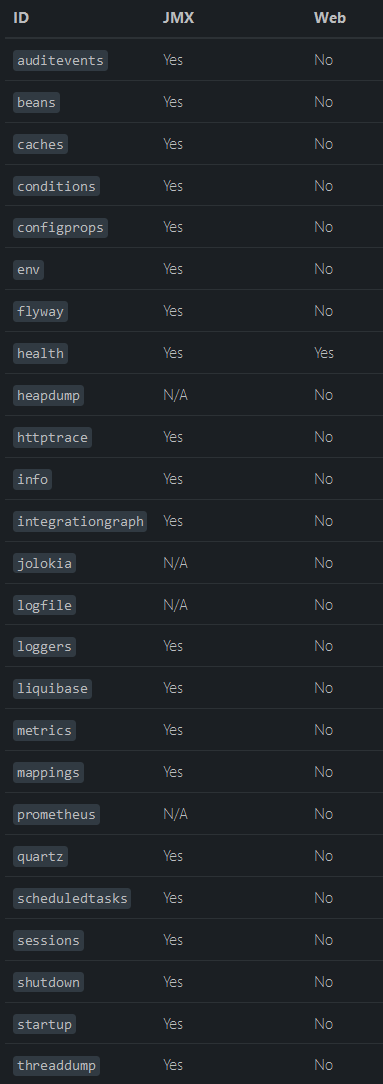 ID JMX Web
auditevents Yes No
beans Yes No
caches Yes No
conditions Yes No
configprops Yes No
env Yes No
flyway Yes No
health Yes Yes
heapdump N/A No
httptrace Yes No
info Yes No
integrationgraph Yes No
jolokia N/A No
logfile N/A No
loggers Yes No
liquibase Yes No
metrics Yes No
mappings Yes No
prometheus N/A No
quartz Yes No
scheduledtasks Yes No
sessions Yes No
shutdown Yes No
startup Yes No
threaddump Yes No